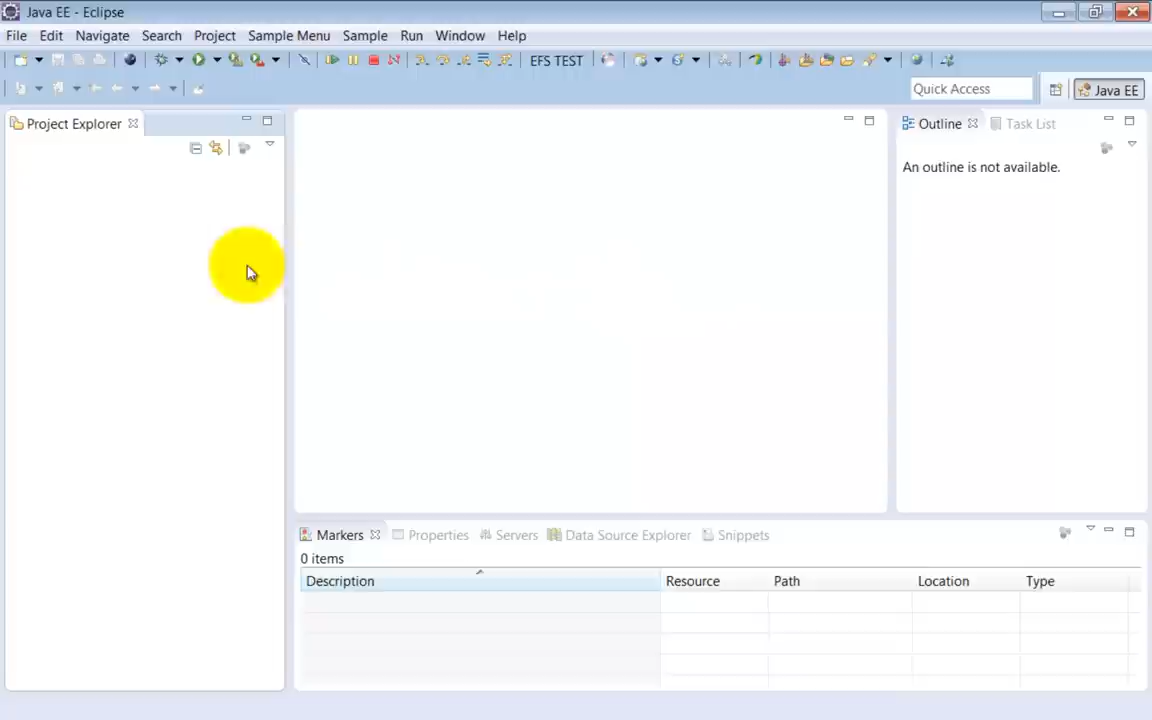 Java EE - Eclipse
File Edit Navigate Search Project Sample Menu Sample Run Window Help
EFS TEST
Quick Access Java EE
Project Explorer
Outline Task List
An outline is not available.
Markers Properties Servers Data Source Explorer Snippets
0 items
Description Resource Path Location Type